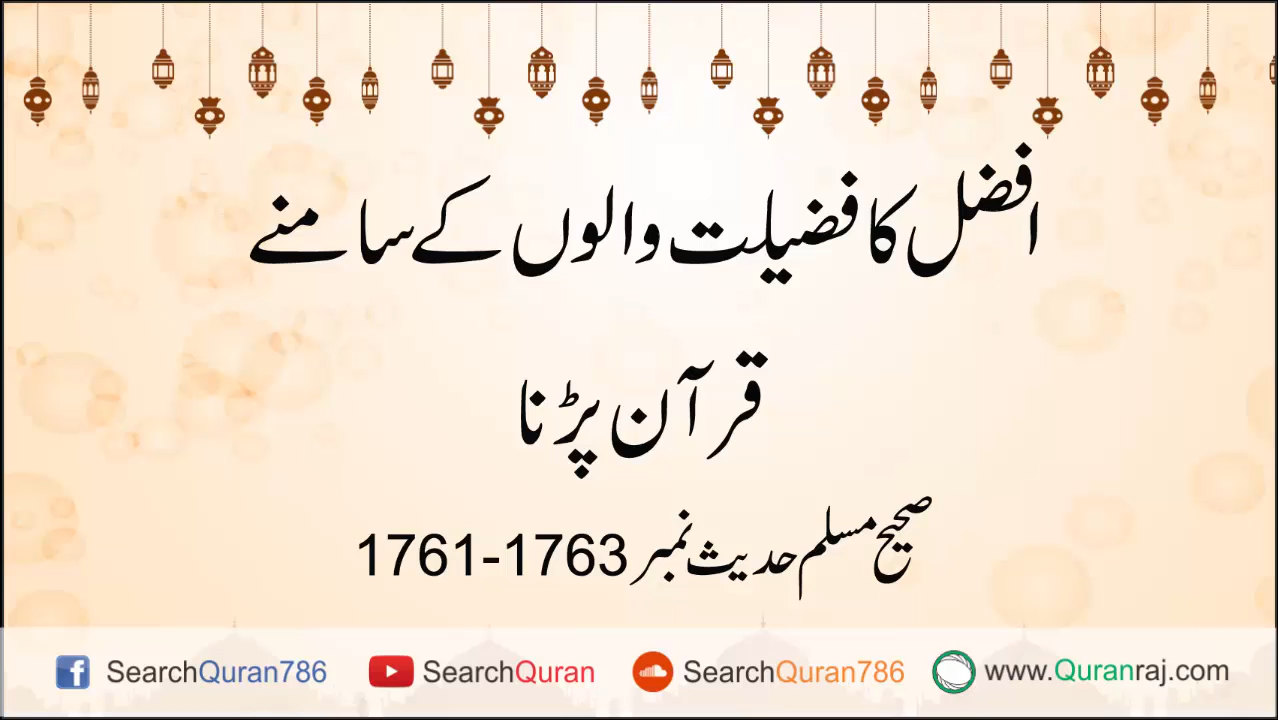 افضل کا فضیلت والوں کے سامنے
قرآن پڑنا
صحیح مسلم حدیث نمبر 1763-1761
SearchQuran786 SearchQuran SearchQuran786 www.Quranraj.com